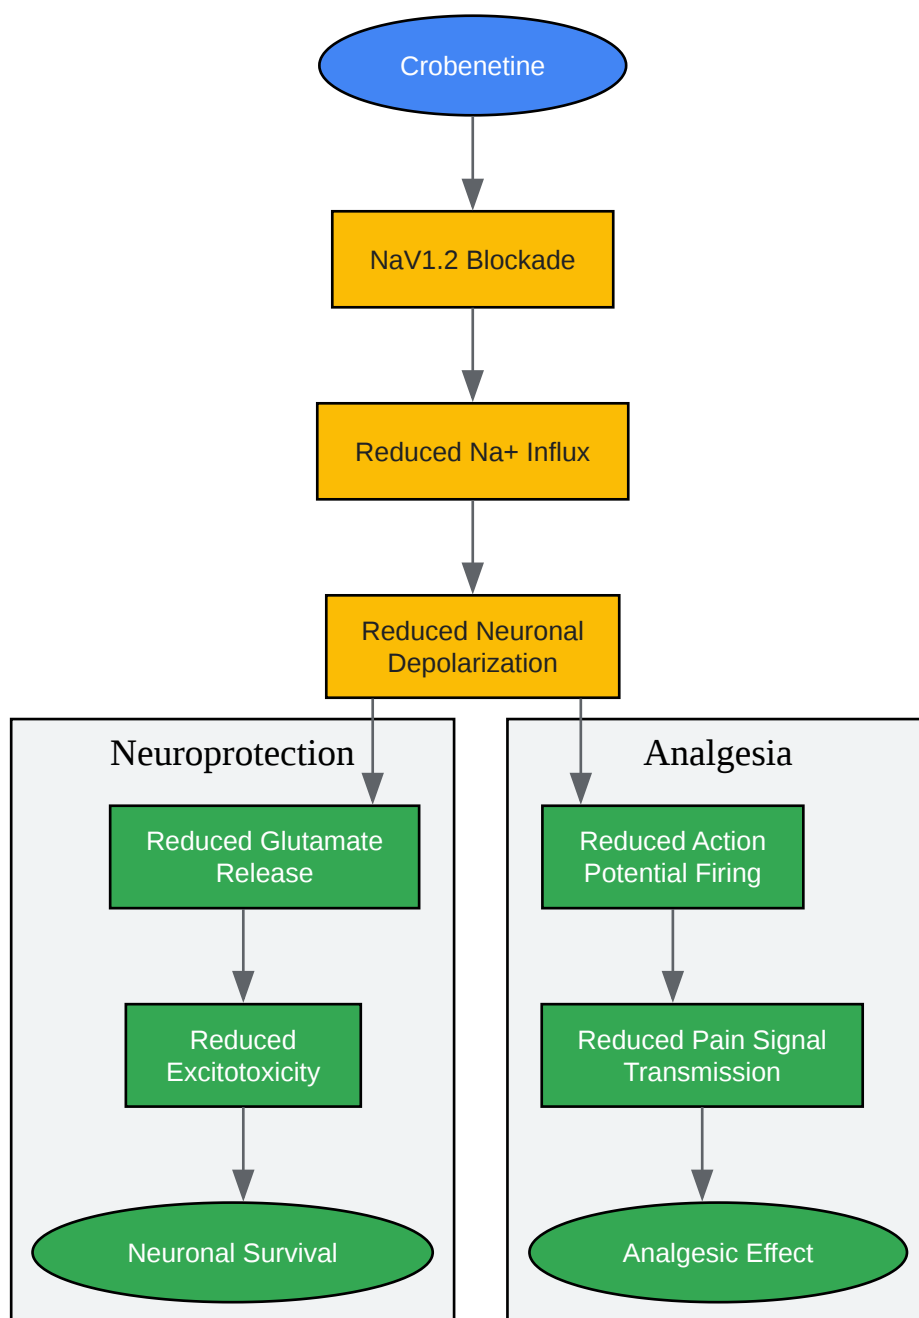 Crobenetine
NaV1.2 Blockade
Reduced Na+ Influx
Reduced Neuronal
Depolarization
Neuroprotection
Reduced Glutamate
Release
Reduced
Excitotoxicity
Neuronal Survival
Analgesia
Reduced Action
Potential Firing
Reduced Pain Signal
Transmission
Analgesic Effect